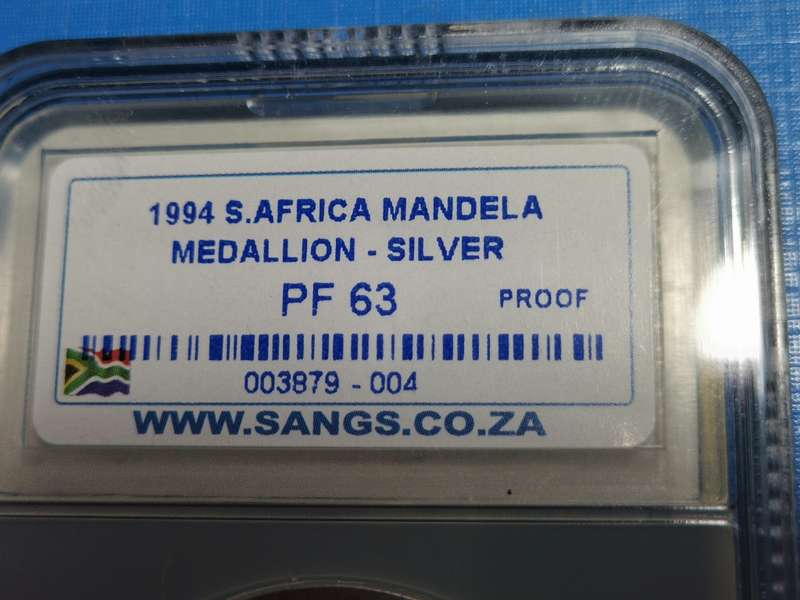 1994 S.AFRICA MANDELA
MEDALLION - SILVER
PF 63 PROOF
003879 - 004
WWW.SANGS.CO.ZA